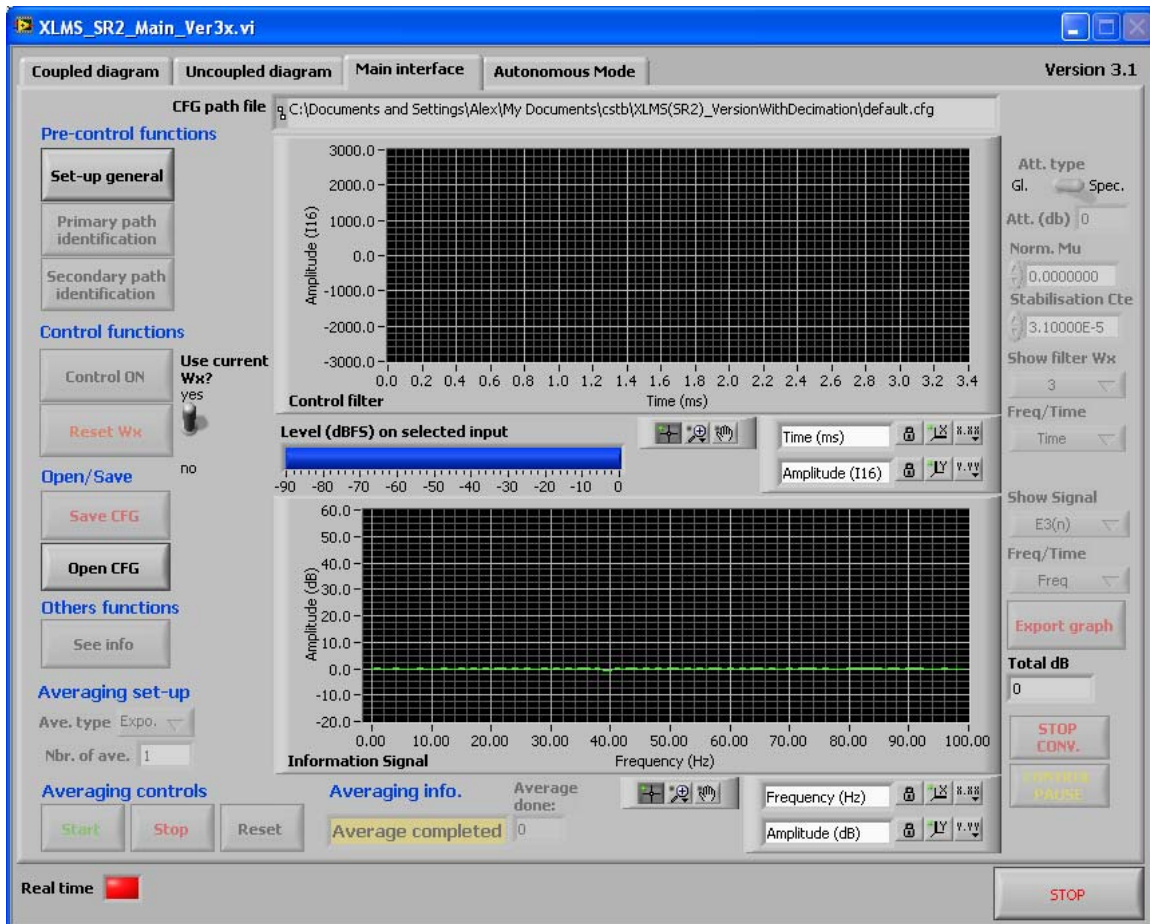 XLMS_SR2_Main_Ver3x.vi
Coupled diagram
Uncoupled diagram
Main interface
Autonomous Mode
Version 3.1
CFG path file
C:\Documents and Settings\Alex\My Documents\cstb\XLMS(SR2)_VersionWithDecimation\default.cfg
Pre-control functions
Set-up general
Primary path
identification
Secondary path
identification
Control functions
Control ON
Reset Wx
Use current
Wx?
yes
no
Open/Save
Save CFG
Open CFG
Others functions
See info
Averaging set-up
Ave. type Expo.
Nbr. of ave. 1
Averaging controls
Start
Stop
Reset
3000.0
2000.0
1000.0
0.0
-1000.0
-2000.0
-3000.0
Amplitude (I16)
0.0 0.2 0.4 0.6 0.8 1.0 1.2 1.4 1.6 1.8 2.0 2.2 2.4 2.6 2.8 3.0 3.2 3.4
Control filter
Time (ms)
Level (dBFS) on selected input
-90 -80 -70 -60 -50 -40 -30 -20 -10 0
Time (ms)
X
X.XX
Amplitude (I16)
Y
Y.YY
60.0
50.0
40.0
30.0
20.0
10.0
0.0
-10.0
-20.0
Amplitude (dB)
0.00 10.00 20.00 30.00 40.00 50.00 60.00 70.00 80.00 90.00 100.00
Information Signal
Frequency (Hz)
Averaging info.
Average completed
Average
done:
0
Frequency (Hz)
X
X.XX
Amplitude (dB)
Y
Y.YY
Att. type
Gl.
Spec.
Att. (db) 0
Norm. Mu
0.0000000
Stabilisation Cte
3.10000E-5
Show filter Wx
3
Freq/Time
Time
Show Signal
E3(n)
Freq/Time
Freq
Export graph
Total dB
0
STOP
CONV.
PAUSE
Real time
STOP